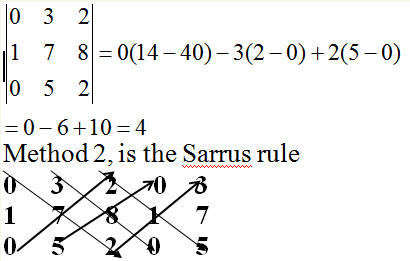 |0 3 2|
|1 7 8| = 0(14 − 40) − 3(2 − 0) + 2(5 − 0)
|0 5 2|
= 0 − 6 + 10 = 4
Method 2, is the Sarrus rule
0 3 2 0 3
1 7 8 1 7
0 5 2 0 5